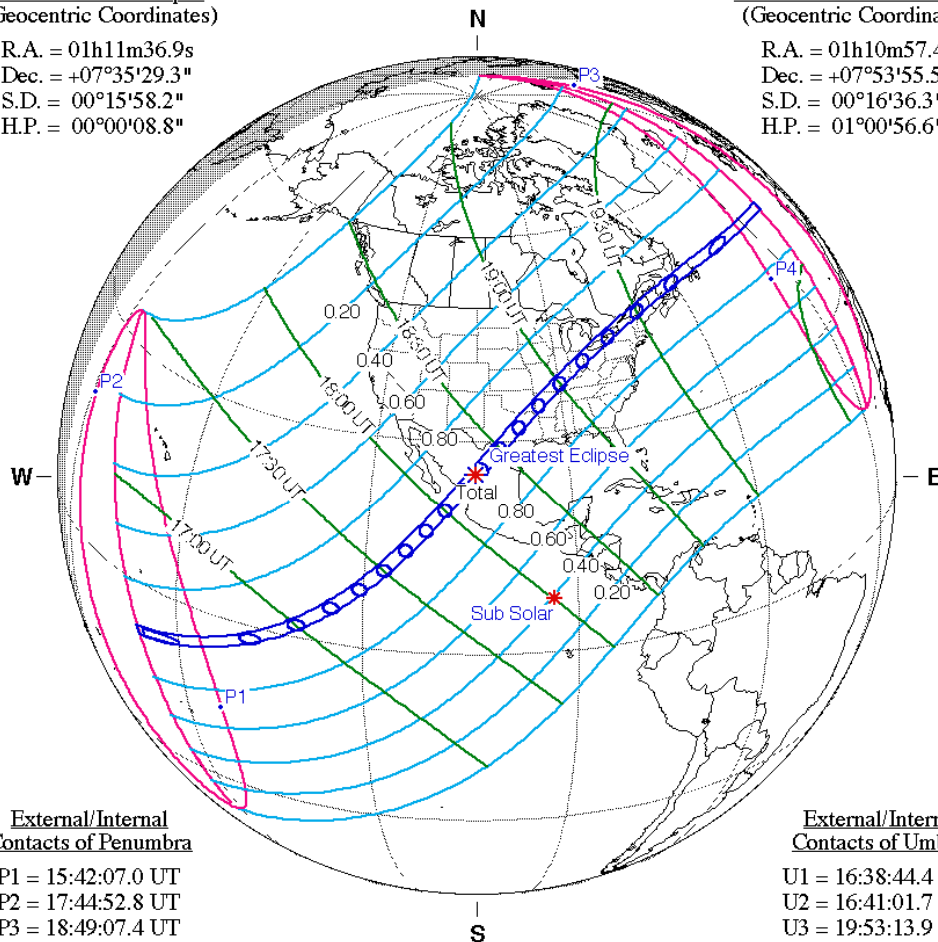 Geocentric Coordinates)
R.A. = 01h11m36.9s
Dec. = +07°35'29.3"
S.D. = 00°15'58.2"
H.P. = 00°00'08.8"
N
(Geocentric Coordina
R.A. = 01h10m57.4
Dec. = +07°53'55.5
S.D. = 00°16'36.3'
H.P. = 01°00'56.6'
P3
P4
19:30 UT
19:00 UT
18:30 UT
18:00 UT
17:30 UT
17:00 UT
0.20
0.40
0.60
0.80
P2
W
E
Greatest Eclipse
Total
0.80
0.60
0.40
0.20
Sub Solar
P1
External/Internal
Contacts of Penumbra
P1 = 15:42:07.0 UT
P2 = 17:44:52.8 UT
P3 = 18:49:07.4 UT
S
External/Intern
Contacts of Um
U1 = 16:38:44.4
U2 = 16:41:01.7
U3 = 19:53:13.9